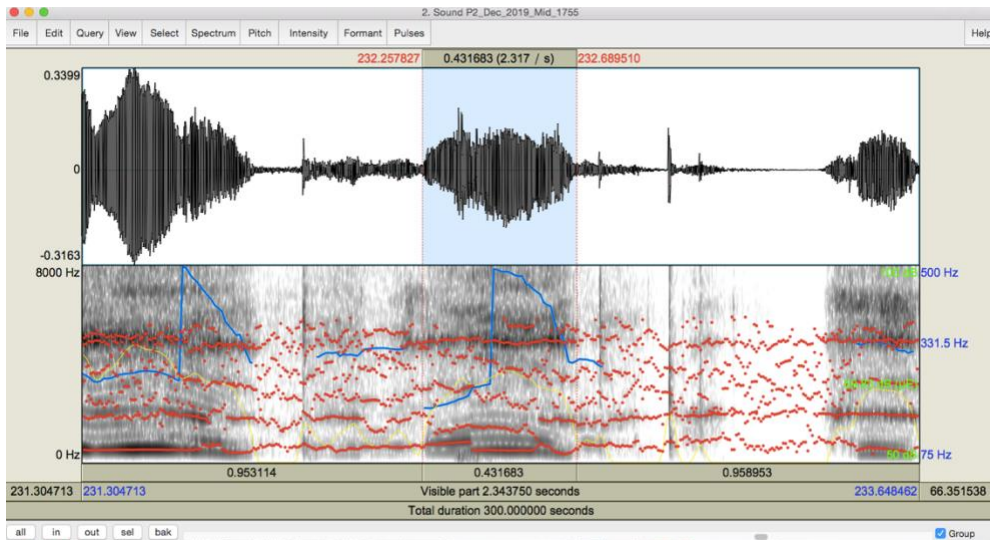 2. Sound P2_Dec_2019_Mid_1755
File Edit Query View Select Spectrum Pitch Intensity Formant Pulses Help
232.257827 0.431683 (2.317 / s) 232.689510
0.3399
0
-0.3163
8000 Hz 500 Hz
331.5 Hz
0 Hz 50 dB 75 Hz
0.953114 0.431683 0.958953
231.304713 231.304713 Visible part 2.343750 seconds 233.648462 66.351538
Total duration 300.000000 seconds
all in out sel bak Group